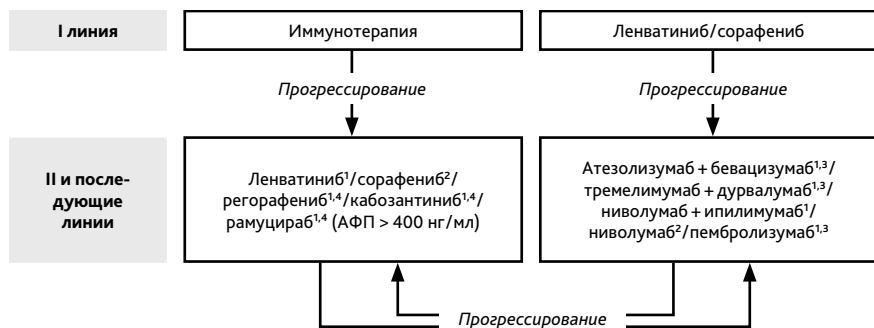 I линия
Иммунотерапия
Ленватиниб/сорафениб
Прогрессирование
Прогрессирование
II и после-
дующие
линии
Ленватиниб¹/сорафениб²/
регорафениб¹,⁴/кабозантиниб¹,⁴/
рамуцираб¹,⁴ (АФП > 400 нг/мл)
Атезолизумаб + бевацизумаб¹,³/
тремелимумаб + дурвалумаб¹,³/
ниволумаб + ипилимумаб¹/
ниволумаб²/пембролизумаб¹,³
Прогрессирование